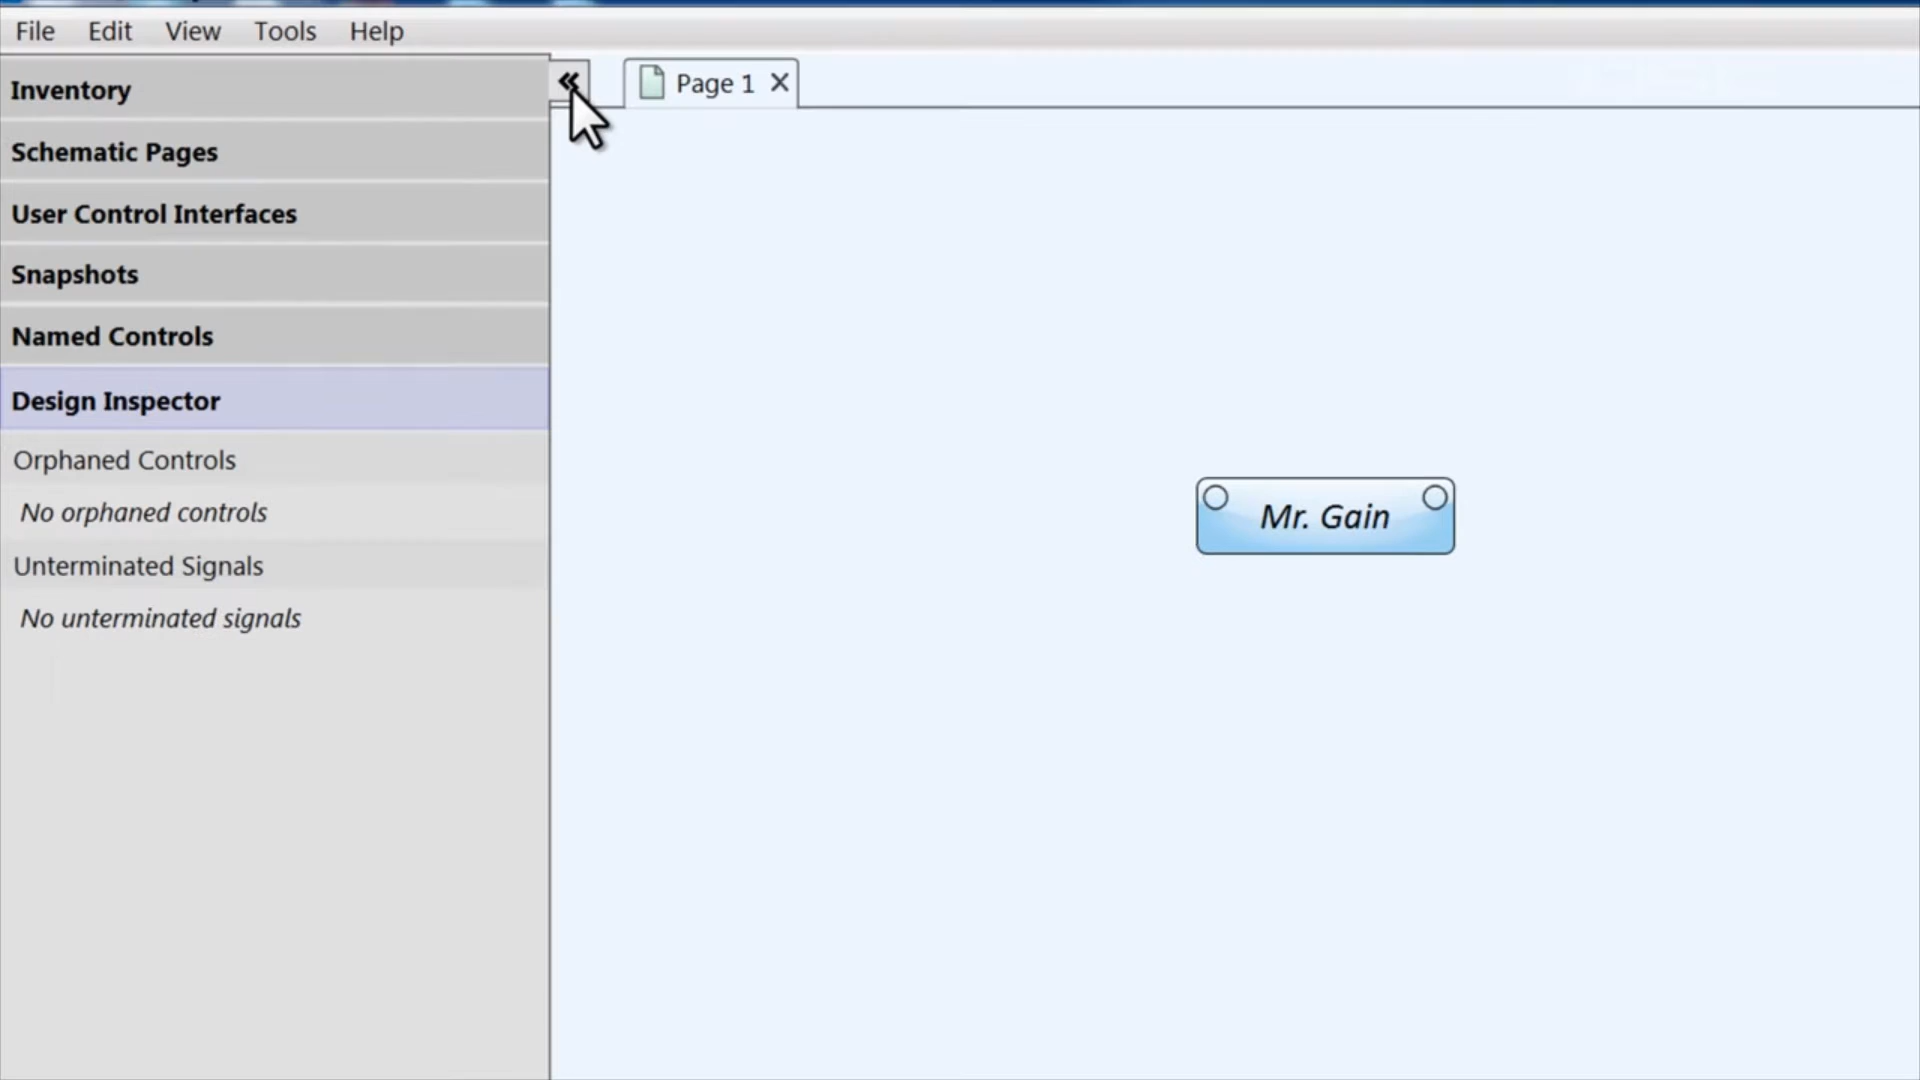 File Edit View Tools Help
Inventory
Schematic Pages
User Control Interfaces
Snapshots
Named Controls
Design Inspector
Orphaned Controls
No orphaned controls
Unterminated Signals
No unterminated signals
Page 1
Mr. Gain